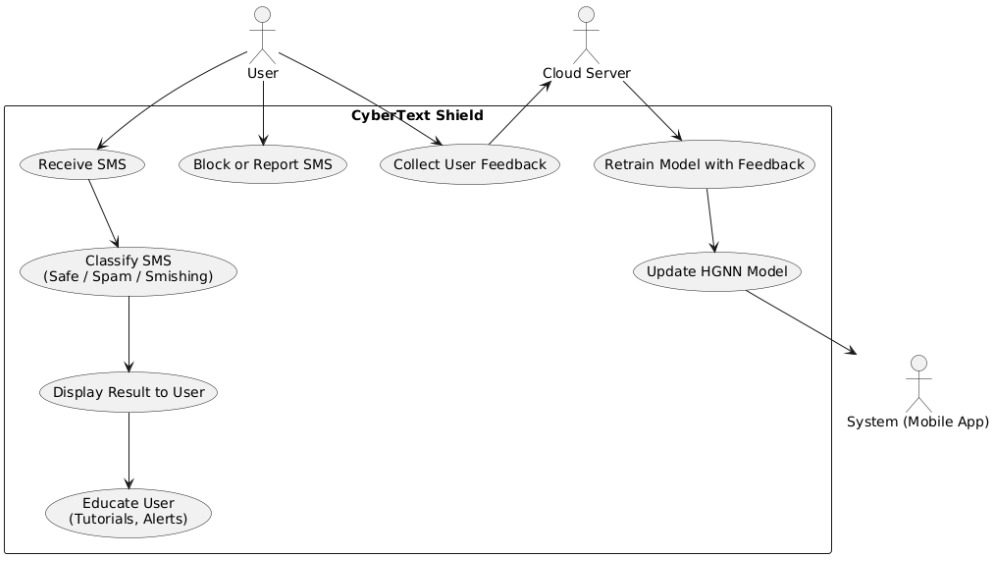 User
Cloud Server
CyberText Shield
Receive SMS
Block or Report SMS
Collect User Feedback
Retrain Model with Feedback
Classify SMS
(Safe / Spam / Smishing)
Update HGNN Model
Display Result to User
System (Mobile App)
Educate User
(Tutorials, Alerts)